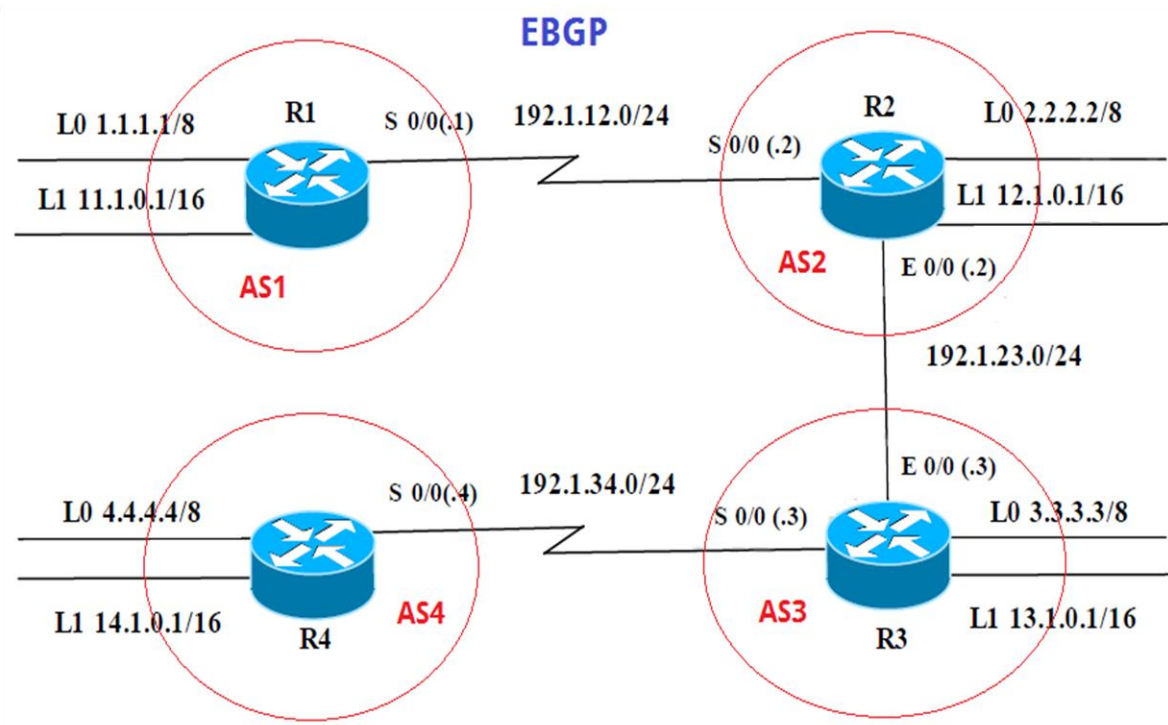 EBGP
R1
L0 1.1.1.1/8
S 0/0(.1)
L1 11.1.0.1/16
AS1
192.1.12.0/24
R2
L0 2.2.2.2/8
S 0/0 (.2)
L1 12.1.0.1/16
AS2
E 0/0 (.2)
192.1.23.0/24
L0 4.4.4.4/8
S 0/0(.4)
L1 14.1.0.1/16
R4
AS4
192.1.34.0/24
E 0/0 (.3)
S 0/0 (.3)
L0 3.3.3.3/8
AS3
R3
L1 13.1.0.1/16